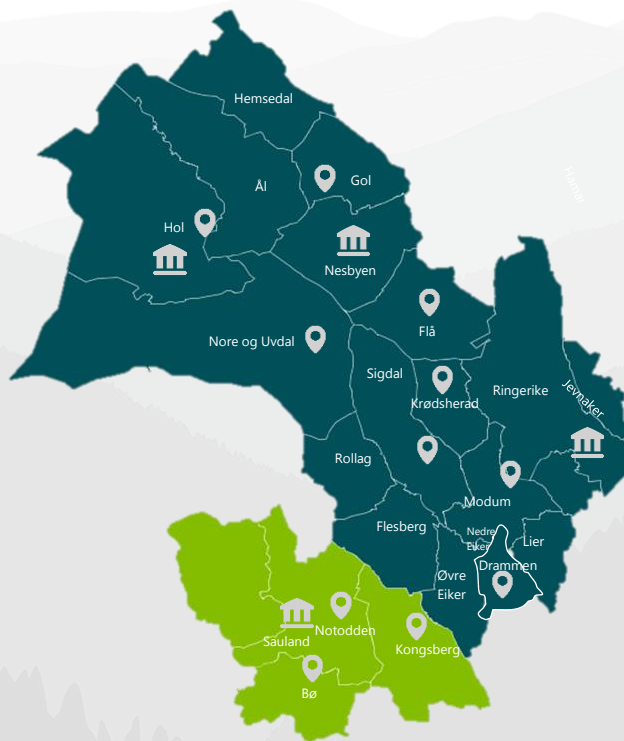 Hemsedal
Hamar
Ål
Gol
Hol
Nesbyen
Flå
Nore og Uvdal
Sigdal
Krødsherad
Ringerike
Jevnaker
Rollag
Modum
Flesberg
Nedre
Eiker
Lier
Drammen
Øvre
Eiker
Notodden
Sauland
Kongsberg
Bø